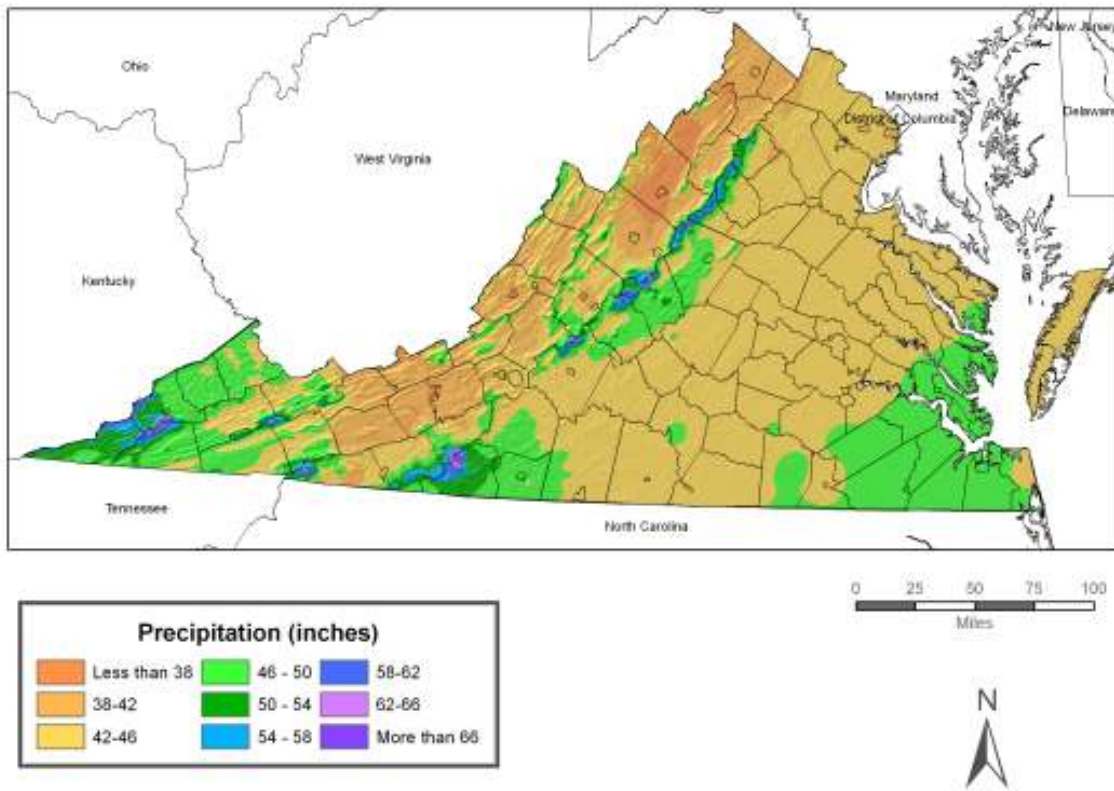 New Jersey
Ohio
Maryland
Delaware
District of Columbia
West Virginia
Kentucky
Tennessee
North Carolina
0 25 50 75 100
Miles
Precipitation (inches)
Less than 38
38-42
42-46
46 - 50
50 - 54
54 - 58
58-62
62-66
More than 66
N